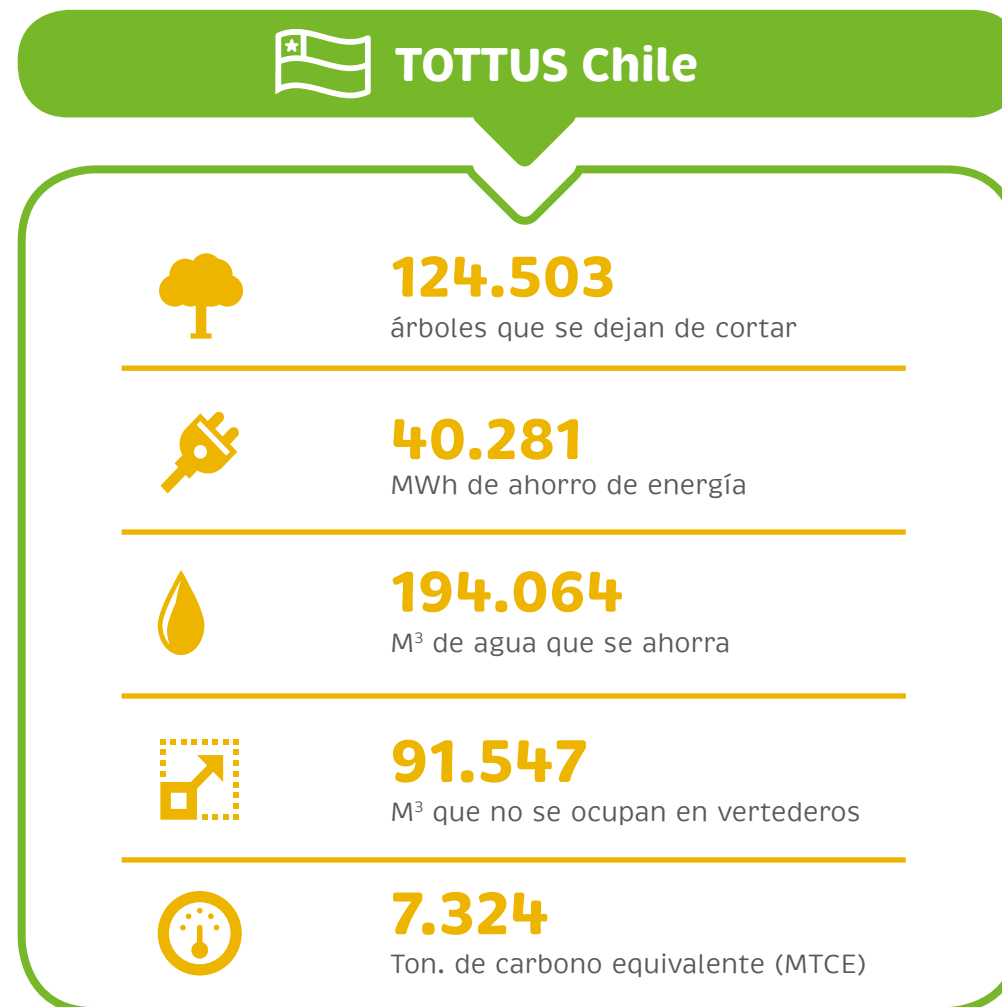 TOTTUS Chile
124.503
árboles que se dejan de cortar
40.281
MWh de ahorro de energía
194.064
M³ de agua que se ahorra
91.547
M³ que no se ocupan en vertederos
7.324
Ton. de carbono equivalente (MTCE)